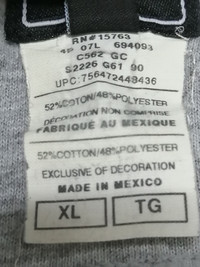 RN#15763
07L 694093
C562 GC
S2226 G61 90
UPC:756472448436
52%COTTON/48%POLYESTER
DÉCORATION NON COMPRISE
FABRIQUÉ AU MEXIQUE
52%COTTON/48%POLYESTER
EXCLUSIVE OF DECORATION
MADE IN MEXICO
XL TG